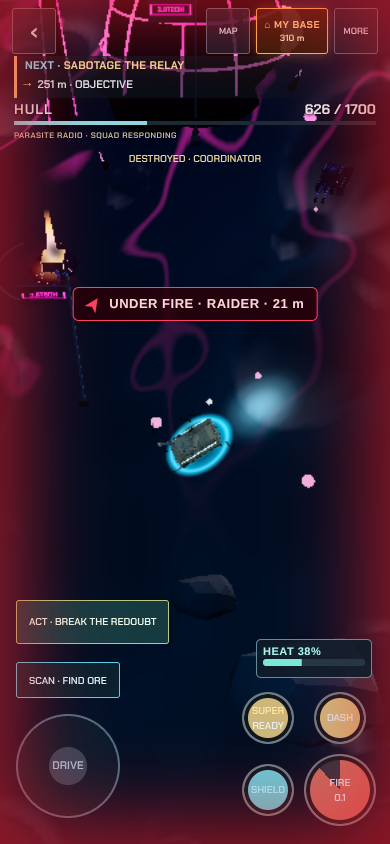 ‹
MAP
⌂ MY BASE
310 m
MORE
NEXT · SABOTAGE THE RELAY
→ 251 m · OBJECTIVE
HULL
626 / 1700
PARASITE RADIO · SQUAD RESPONDING
DESTROYED · COORDINATOR
UNDER FIRE · RAIDER · 21 m
ACT · BREAK THE REDOUBT
SCAN · FIND ORE
HEAT 38%
SUPER
READY
DASH
DRIVE
SHIELD
FIRE
0.1